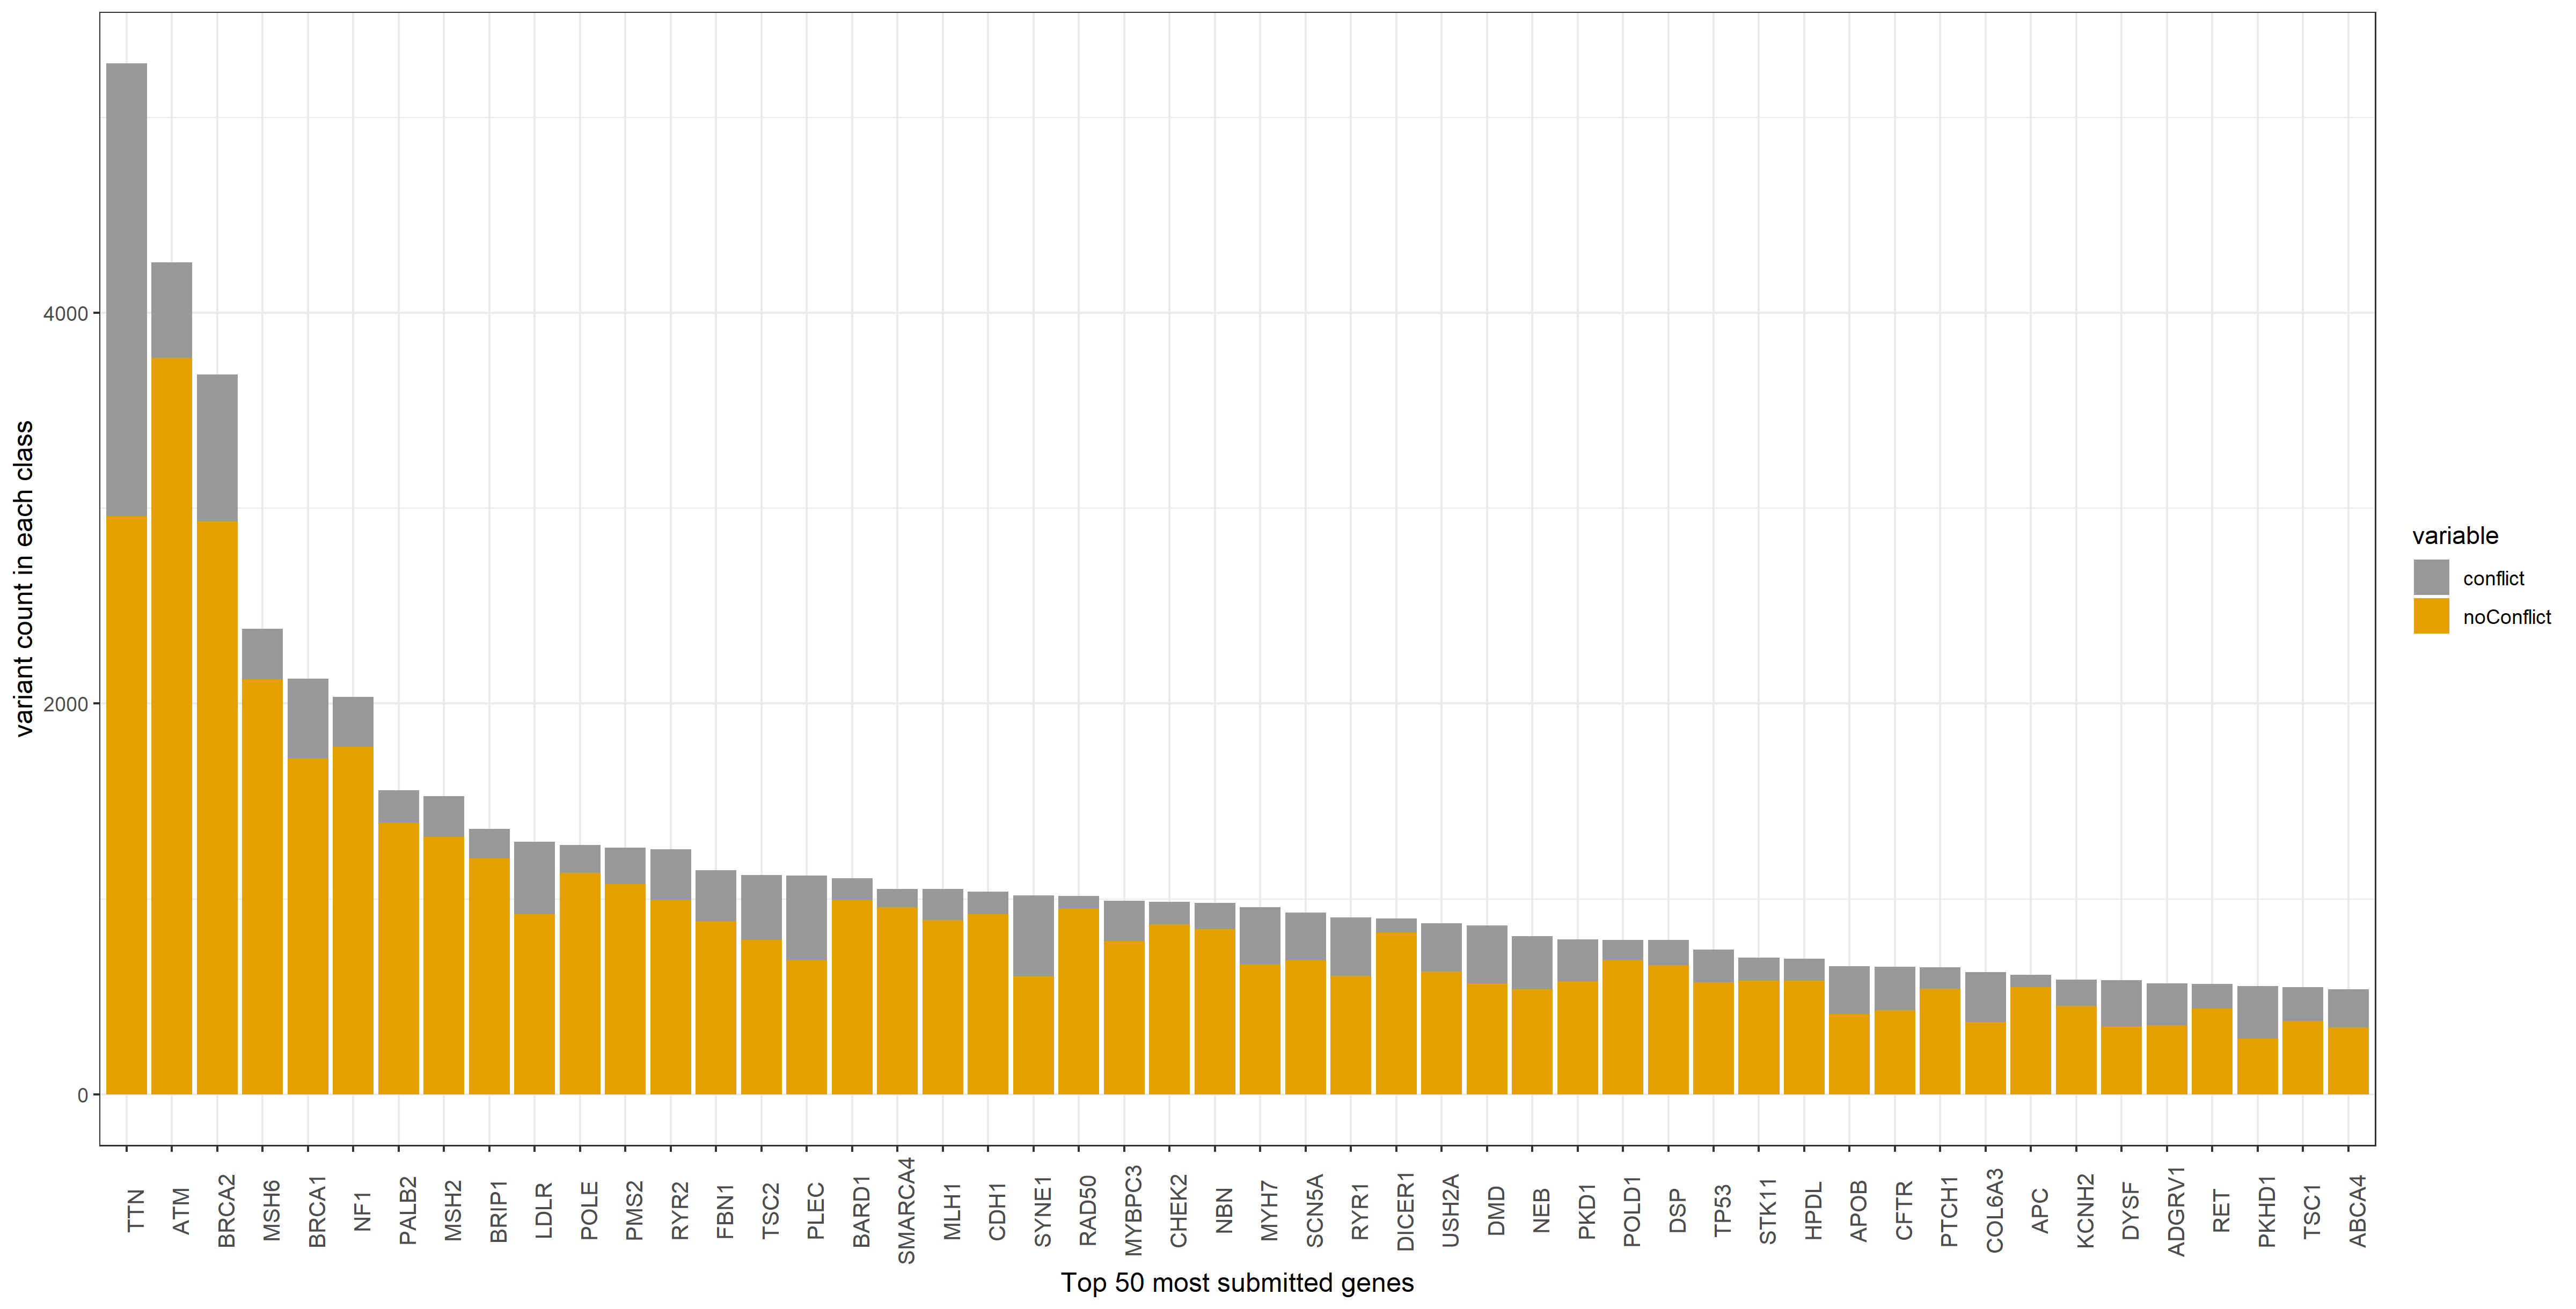 variant count in each class
4000
2000
0
TTN
ATM
BRCA2
MSH6
BRCA1
NF1
PALB2
MSH2
BRIP1
LDLR
POLE
PMS2
RYR2
FBN1
TSC2
PLEC
BARD1
SMARCA4
MLH1
CDH1
SYNE1
RAD50
MYBPC3
CHEK2
NBN
MYH7
SCN5A
RYR1
DICER1
USH2A
DMD
NEB
PKD1
POLD1
DSP
TP53
STK11
HPDL
APOB
CFTR
PTCH1
COL6A3
APC
KCNH2
DYSF
ADGRV1
RET
PKHD1
TSC1
ABCA4
Top 50 most submitted genes
variable
conflict
noConflict